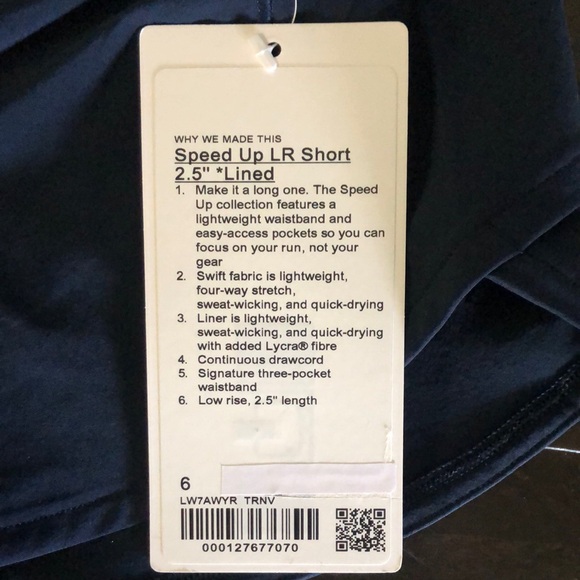 WHY WE MADE THIS
Speed Up LR Short
2.5" *Lined
1. Make it a long one. The Speed
Up collection features a
lightweight waistband and
easy-access pockets so you can
focus on your run, not your
gear
2. Swift fabric is lightweight,
four-way stretch,
sweat-wicking, and quick-drying
3. Liner is lightweight,
sweat-wicking, and quick-drying
with added Lycra® fibre
4. Continuous drawcord
5. Signature three-pocket
waistband
6. Low rise, 2.5" length
6
LW7AWYR TRNV
000127677070